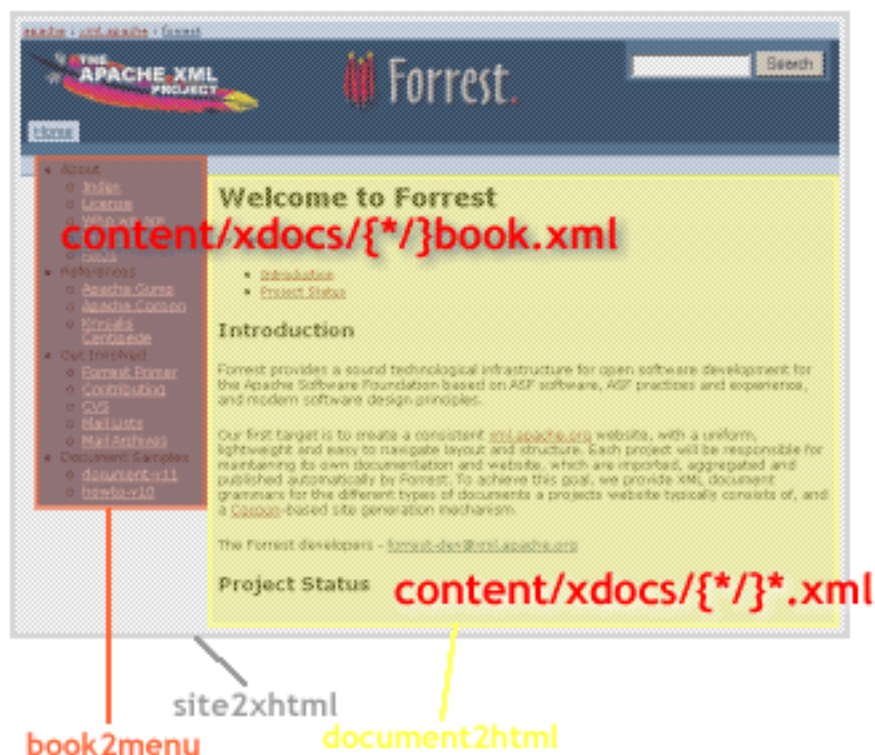 apache > xml.apache > forrest
THE
APACHE XML
PROJECT
Forrest.
Search
Home
About
Index
License
Who we are
content/xdocs/{*/}book.xml
References
Apache Gump
Apache Cocoon
Krysalis
Centipede
Get Involved
Forrest Primer
Contributing
CVS
Mail Lists
Mail Archives
Document Samples
document-v11
howto-v10
Welcome to Forrest
Introduction
Project Status
Introduction
Forrest provides a sound technological infrastructure for open software development for
the Apache Software Foundation based on ASF software, ASF practices and experience,
and modern software design principles.
Our first target is to create a consistent xml.apache.org website, with a uniform,
lightweight and easy to navigate layout and structure. Each project will be responsible for
maintaining its own documentation and website, which are imported, aggregated and
published automatically by Forrest. To achieve this goal, we provide XML document
grammars for the different types of documents a projects website typically consists of, and
a Cocoon-based site generation mechanism.
The Forrest developers - forrest-dev@xml.apache.org
Project Status
content/xdocs/{*/}*.xml
site2xhtml
book2menu
document2html